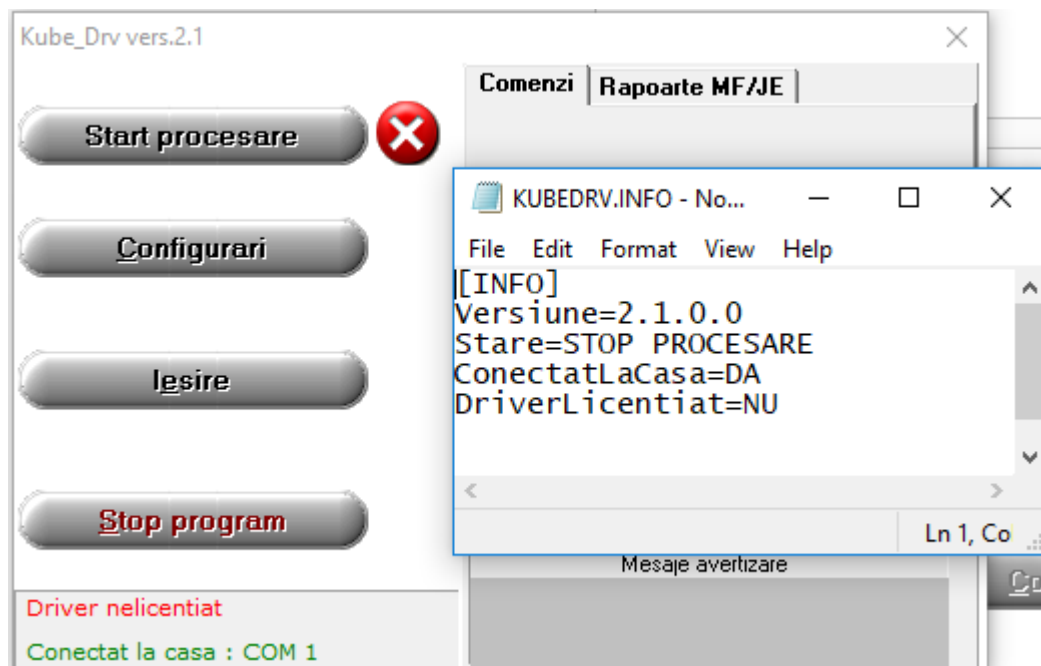 Kube_Drv vers.2.1
Start procesare
Configurari
Iesire
Stop program
Driver nelicentiat
Conectat la casa : COM 1
Comenzi
Rapoarte MF/JE
KUBEDRV.INFO - No...
File Edit Format View Help
[INFO]
Versiune=2.1.0.0
Stare=STOP PROCESARE
ConectatLaCasa=DA
DriverLicentiat=NU
Ln 1, Co
Mesaje avertizare